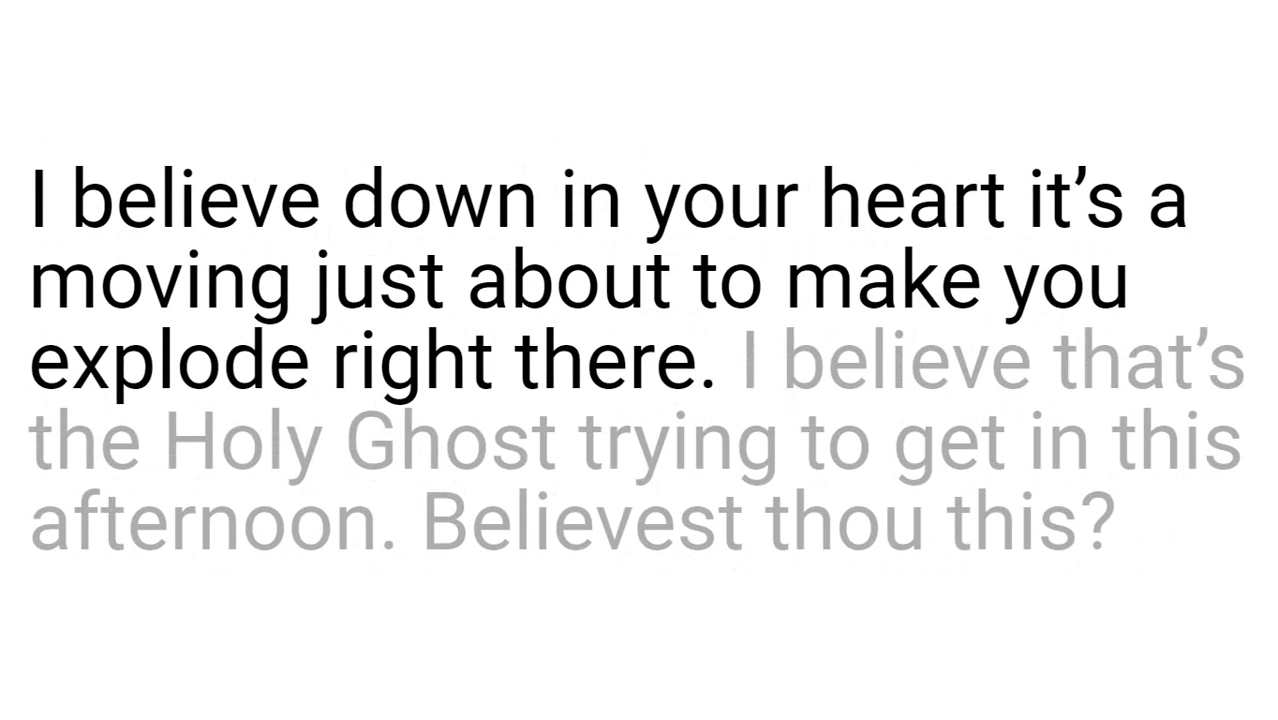 I believe down in your heart it’s a
moving just about to make you
explode right there. I believe that’s
the Holy Ghost trying to get in this
afternoon. Believest thou this?